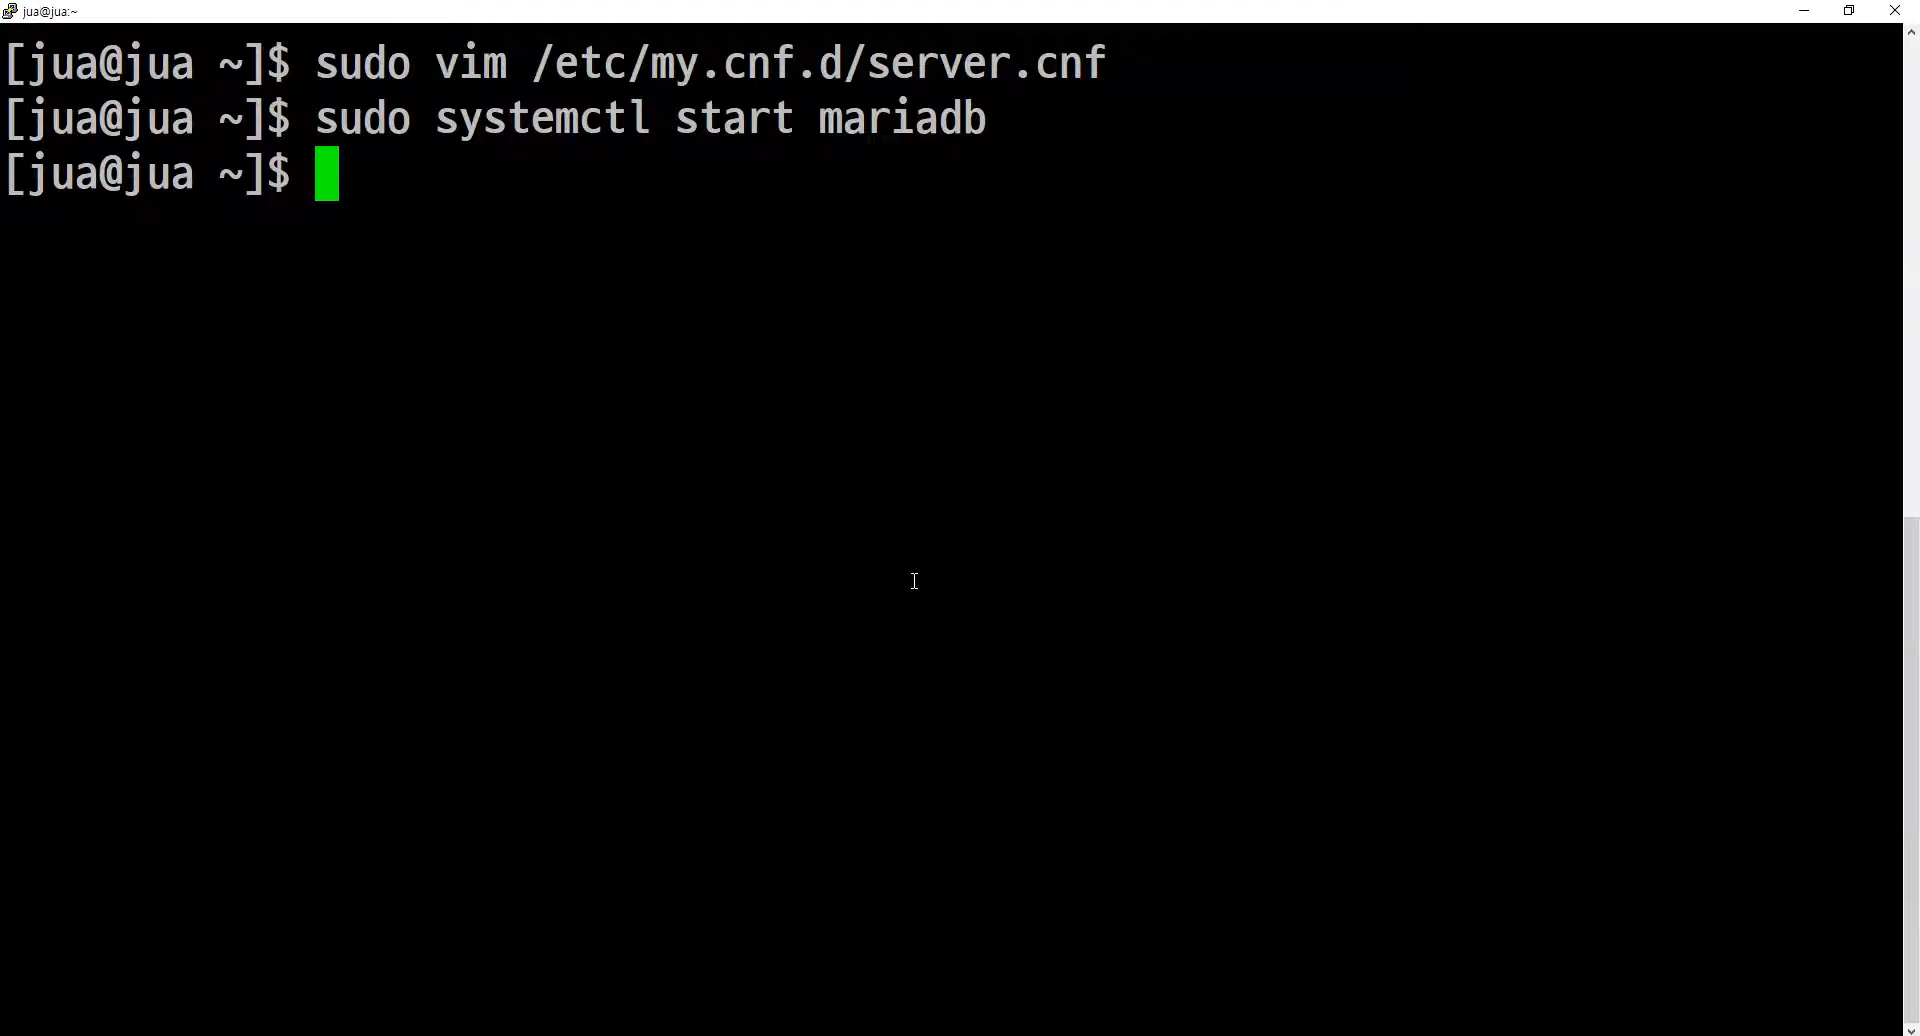 jua@jua:~
[jua@jua ~]$ sudo vim /etc/my.cnf.d/server.cnf
[jua@jua ~]$ sudo systemctl start mariadb
[jua@jua ~]$